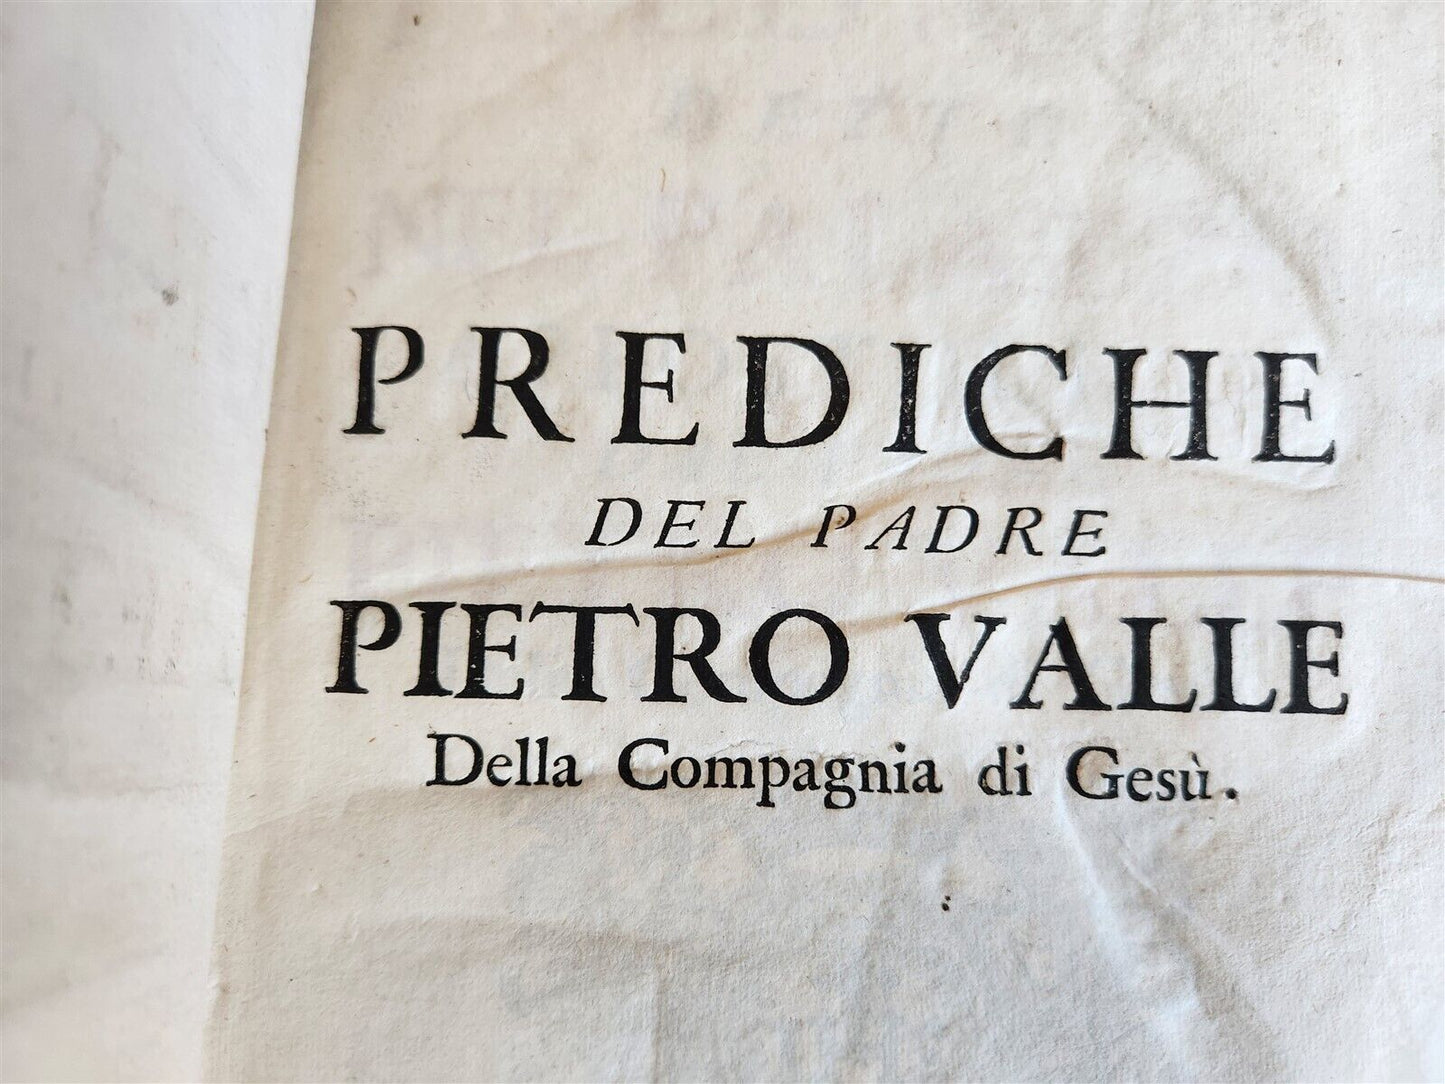 PREDICHE
DEL PADRE
PIETRO VALLE
Della Compagnia di Gesù.